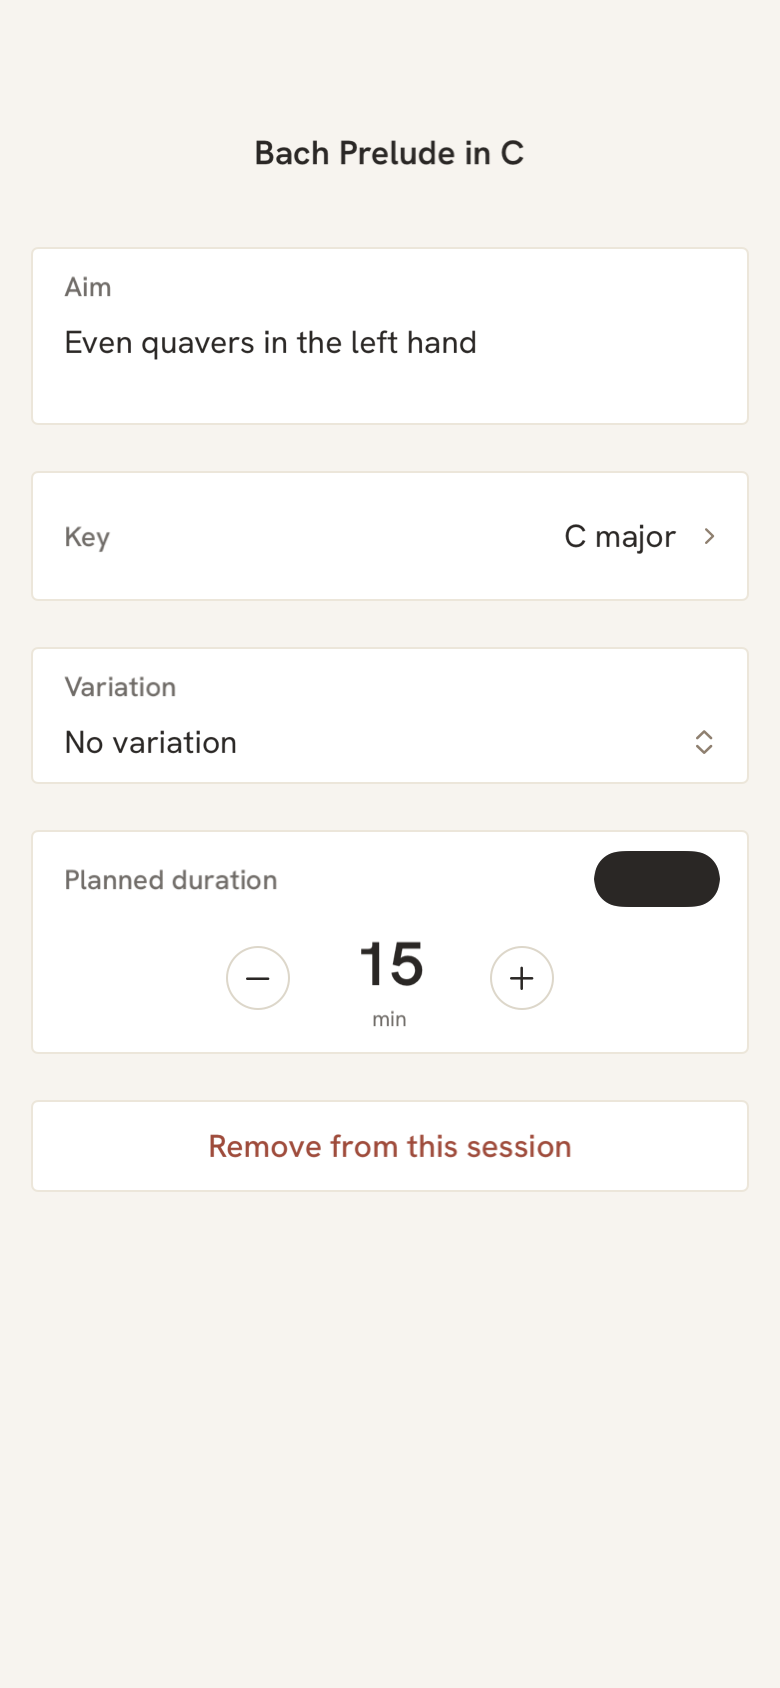 Bach Prelude in C
Aim
Even quavers in the left hand
Key
C major
Variation
No variation
Planned duration
15
min
Remove from this session